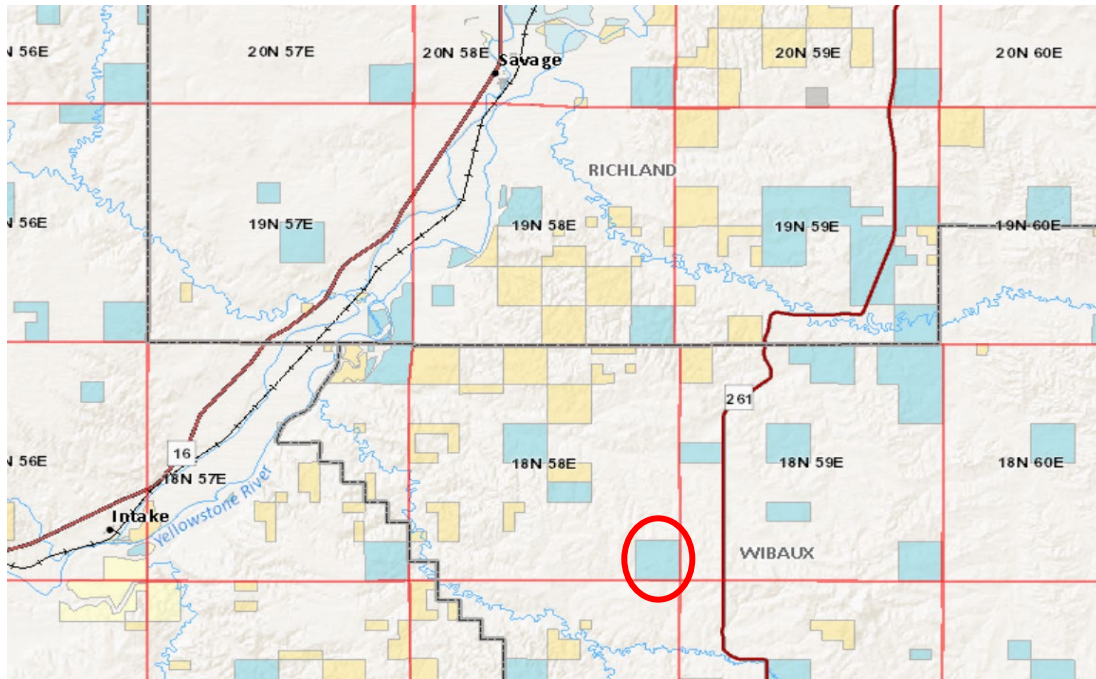 N 56E
20N 57E
20N 58E
20N 59E
20N 60E
Savage
RICHLAND
N 56E
19N 57E
19N 58E
19N 59E
19N 60E
261
16
N 56E
18N 57E
18N 58E
18N 59E
18N 60E
Yellowstone River
Intake
WIBAUX